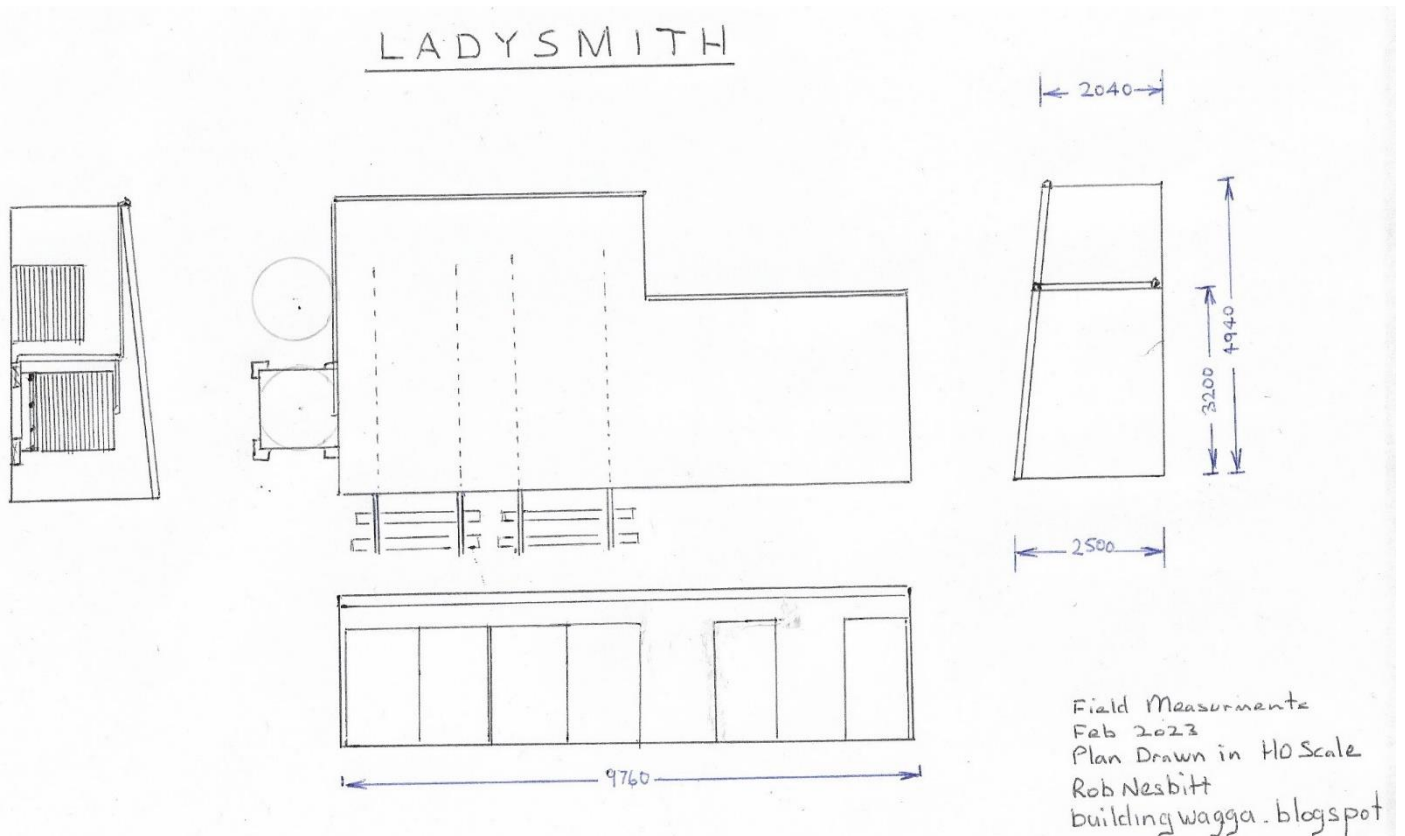 LADYSMITH
2040
4940
3200
2500
9760
Field Measurments
Feb 2023
Plan Drawn in HO Scale
Rob Nesbitt
buildingwagga.blogspot